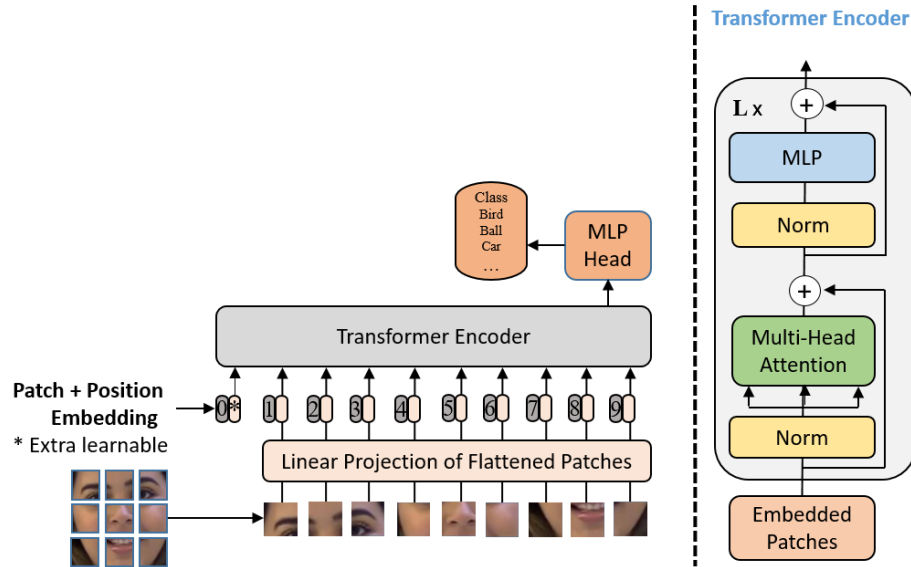 Transformer Encoder
L x
MLP
Norm
Multi-Head
Attention
Norm
Embedded
Patches
Class
Bird
Ball
Car
...
MLP
Head
Transformer Encoder
Patch + Position
Embedding
* Extra learnable
0 * 1 2 3 4 5 6 7 8 9
Linear Projection of Flattened Patches